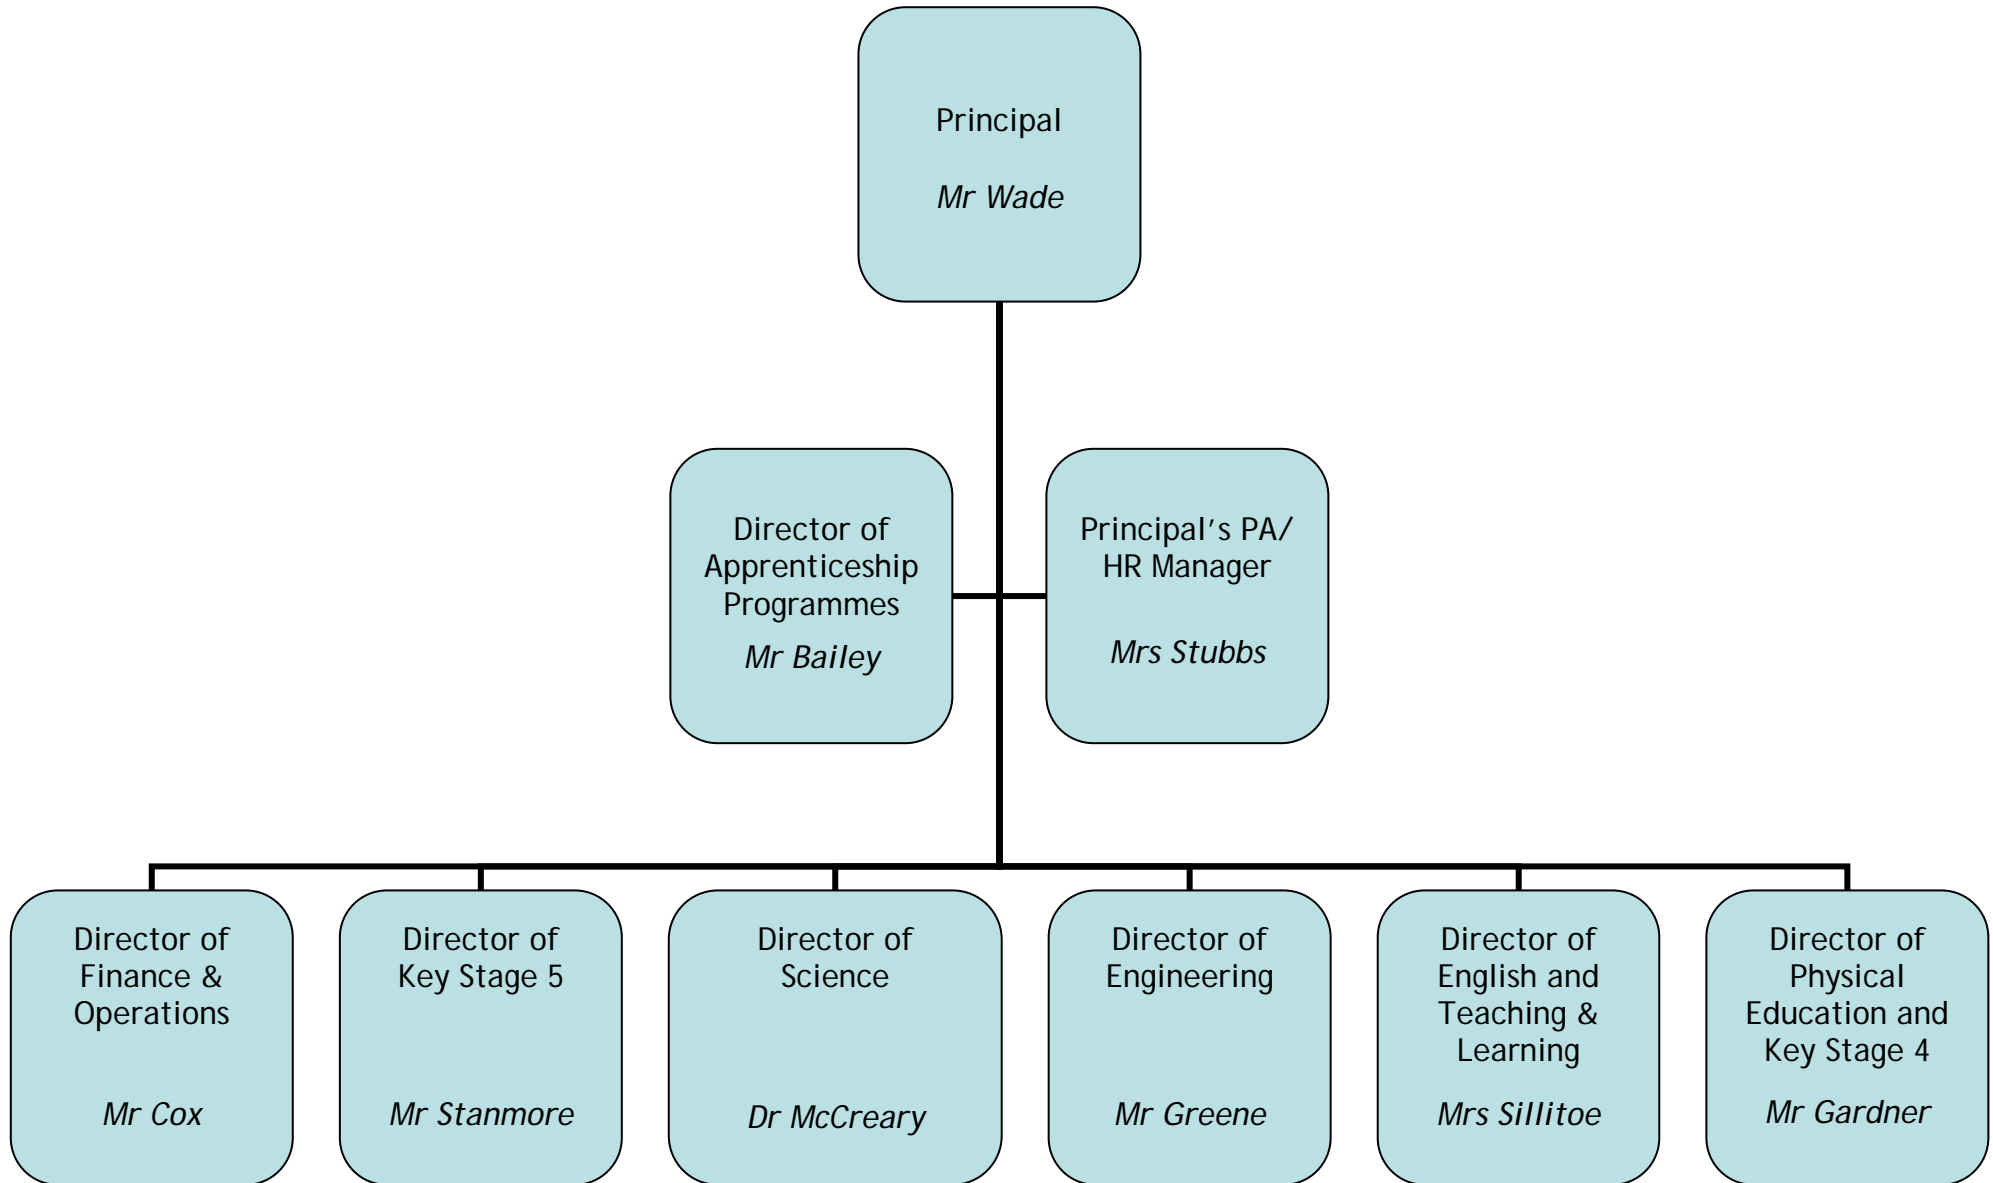 Principal
Mr Wade
Director of
Apprenticeship
Programmes
Mr Bailey
Principal's PA/
HR Manager
Mrs Stubbs
Director of
Finance &
Operations
Mr Cox
Director of
Key Stage 5
Mr Stanmore
Director of
Science
Dr McCreary
Director of
Engineering
Mr Greene
Director of
English and
Teaching &
Learning
Mrs Sillitoe
Director of
Physical
Education and
Key Stage 4
Mr Gardner